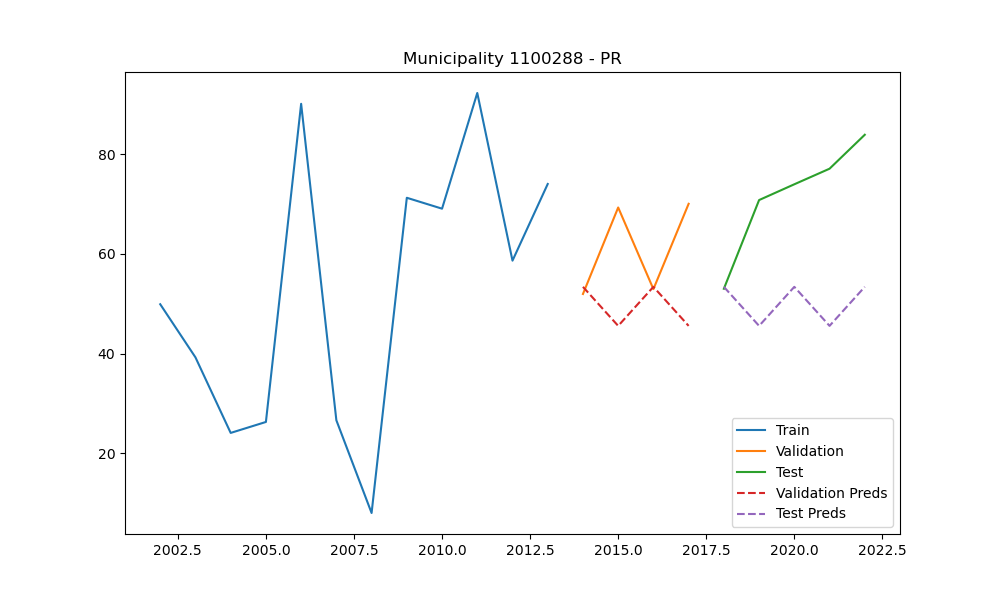 Municipality 1100288 - PR
80
60
40
20
2002.5 2005.0 2007.5 2010.0 2012.5 2015.0 2017.5 2020.0 2022.5
Train
Validation
Test
Validation Preds
Test Preds